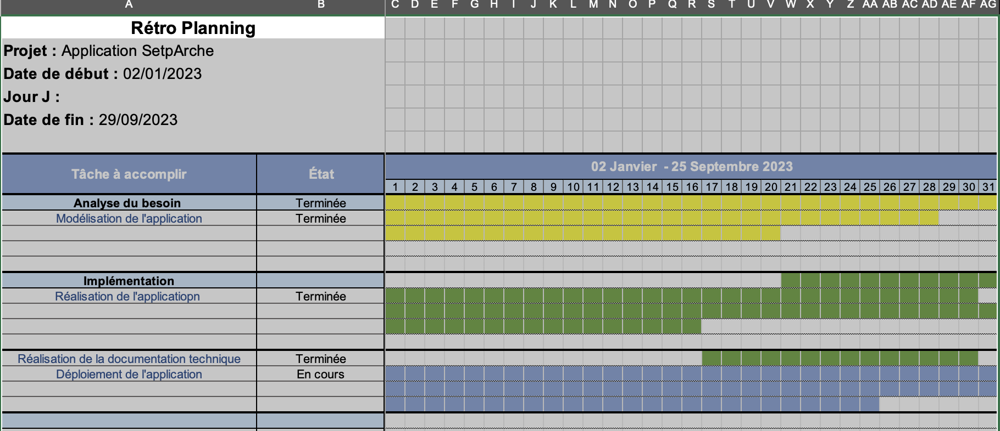 A B C D E F G H I J K L M N O P Q R S T U V W X Y Z AA AB AC AD AE AF AG
Rétro Planning
Projet : Application SetpArche
Date de début : 02/01/2023
Jour J :
Date de fin : 29/09/2023
Tâche à accomplir État 02 Janvier - 25 Septembre 2023
1 2 3 4 5 6 7 8 9 10 11 12 13 14 15 16 17 18 19 20 21 22 23 24 25 26 27 28 29 30 31
Analyse du besoin Terminée
Modélisation de l'application Terminée
Implémentation
Réalisation de l'applicatiopn Terminée
Réalisation de la documentation technique Terminée
Déploiement de l'application En cours